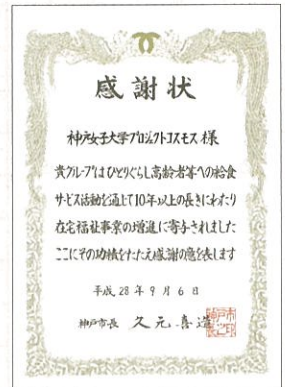 感謝状
神戸女子大学プロジェクトコスモス 様
貴グループはひとりぐらし高齢者等への給食
サービス活動を通して10年以上の長きにわたり
在宅福祉事業の増進に寄与されました
ここにその功績をたたえ感謝の意を表します
平成 28 年 9 月 6 日
神戸市長 久元喜造